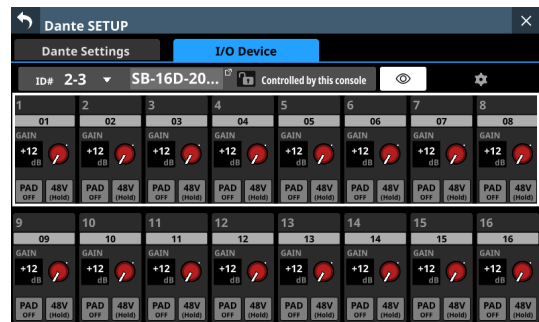 Dante SETUP
Dante Settings I/O Device
ID# 2-3 SB-16D-20... Controlled by this console
1 2 3 4 5 6 7 8
01 02 03 04 05 06 07 08
GAIN GAIN GAIN GAIN GAIN GAIN GAIN GAIN
+12 +12 +12 +12 +12 +12 +12 +12
dB dB dB dB dB dB dB dB
PAD 48V PAD 48V PAD 48V PAD 48V PAD 48V PAD 48V PAD 48V PAD 48V
OFF (Hold) OFF (Hold) OFF (Hold) OFF (Hold) OFF (Hold) OFF (Hold) OFF (Hold) OFF (Hold)
9 10 11 12 13 14 15 16
09 10 11 12 13 14 15 16
GAIN GAIN GAIN GAIN GAIN GAIN GAIN GAIN
+12 +12 +12 +12 +12 +12 +12 +12
dB dB dB dB dB dB dB dB
PAD 48V PAD 48V PAD 48V PAD 48V PAD 48V PAD 48V PAD 48V PAD 48V
OFF (Hold) OFF (Hold) OFF (Hold) OFF (Hold) OFF (Hold) OFF (Hold) OFF (Hold) OFF (Hold)